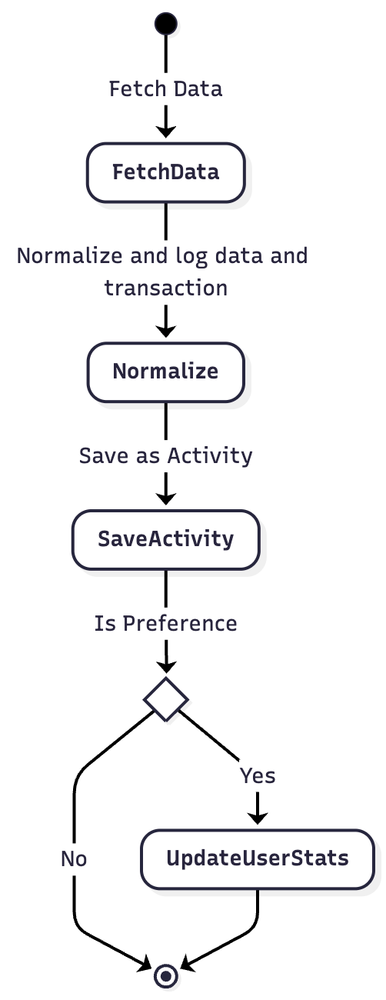 Fetch Data
FetchData
Normalize and log data and
transaction
Normalize
Save as Activity
SaveActivity
Is Preference
Yes
No
UpdateUserStats